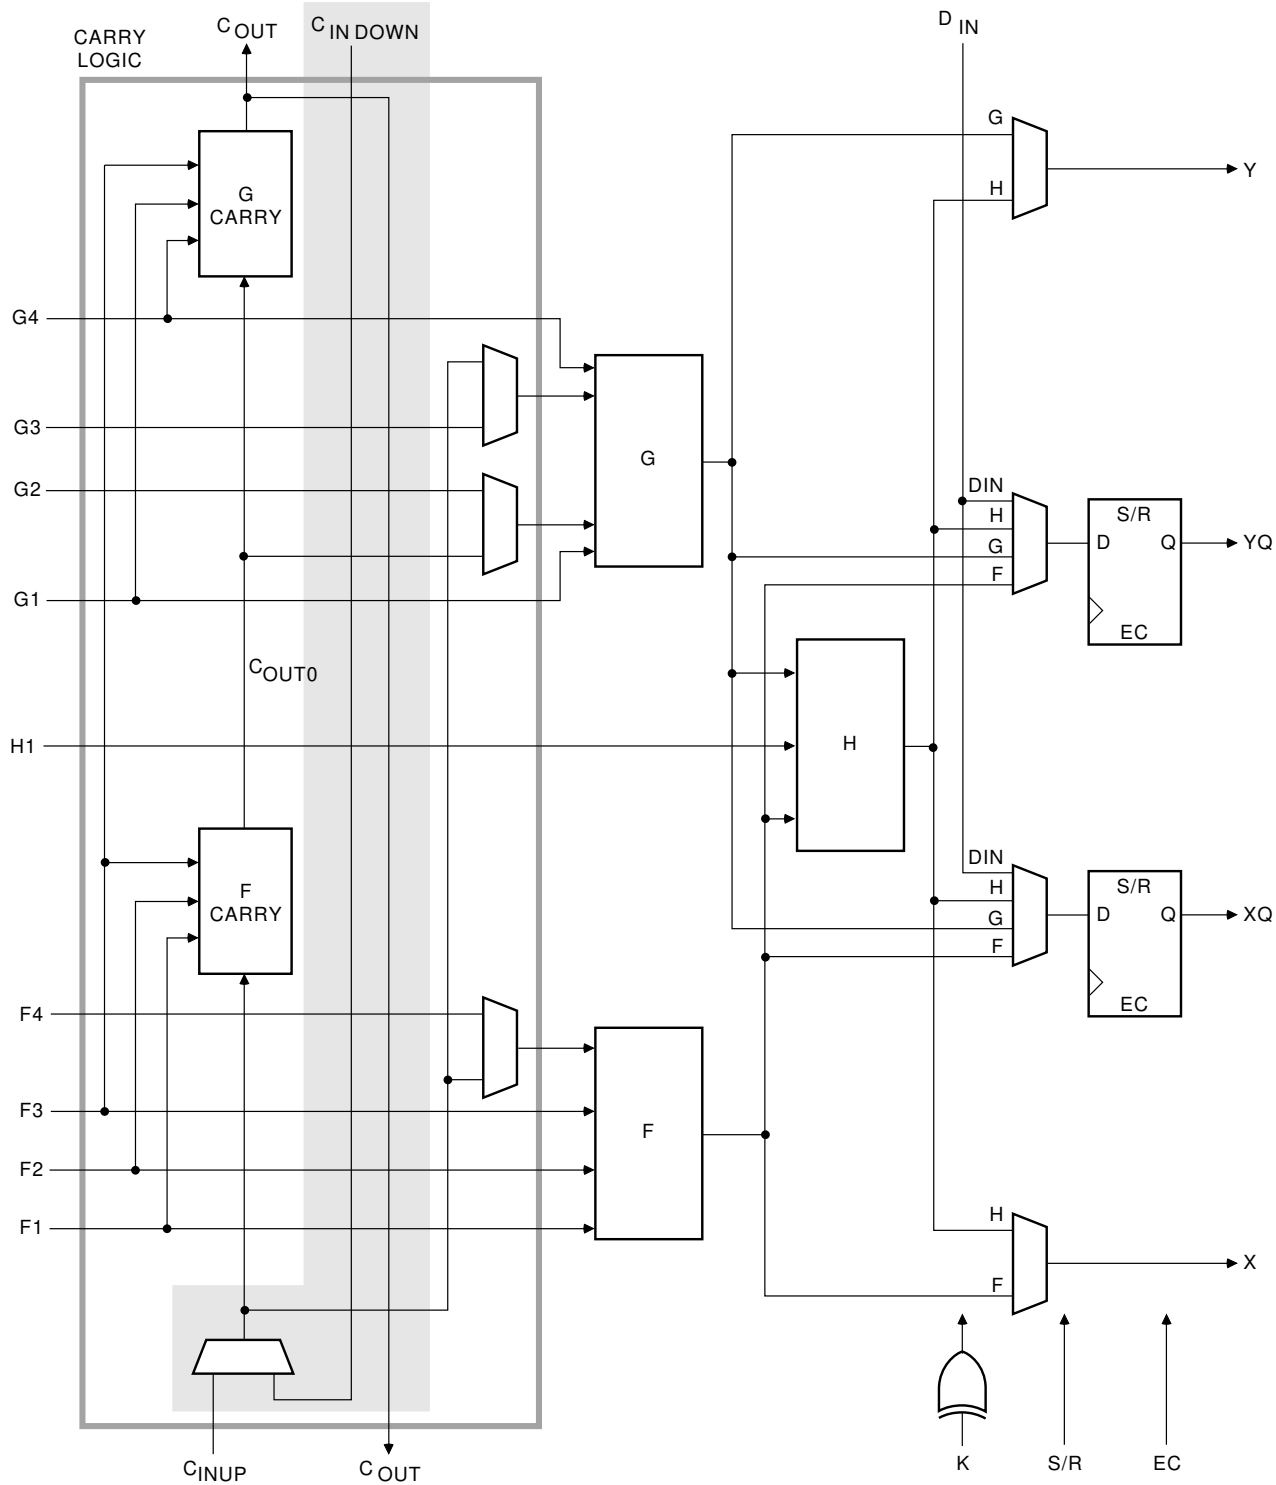 C OUT
C IN DOWN
D IN
CARRY
LOGIC
G
Y
G
CARRY
H
G4
G3
G
G2
DIN
S/R
H
D
Q
YQ
G
F
G1
EC
C OUT0
H1
H
DIN
S/R
F
CARRY
H
D
Q
XQ
G
F
EC
F4
F3
F
F2
F1
H
X
F
C INUP
C OUT
K
S/R
EC